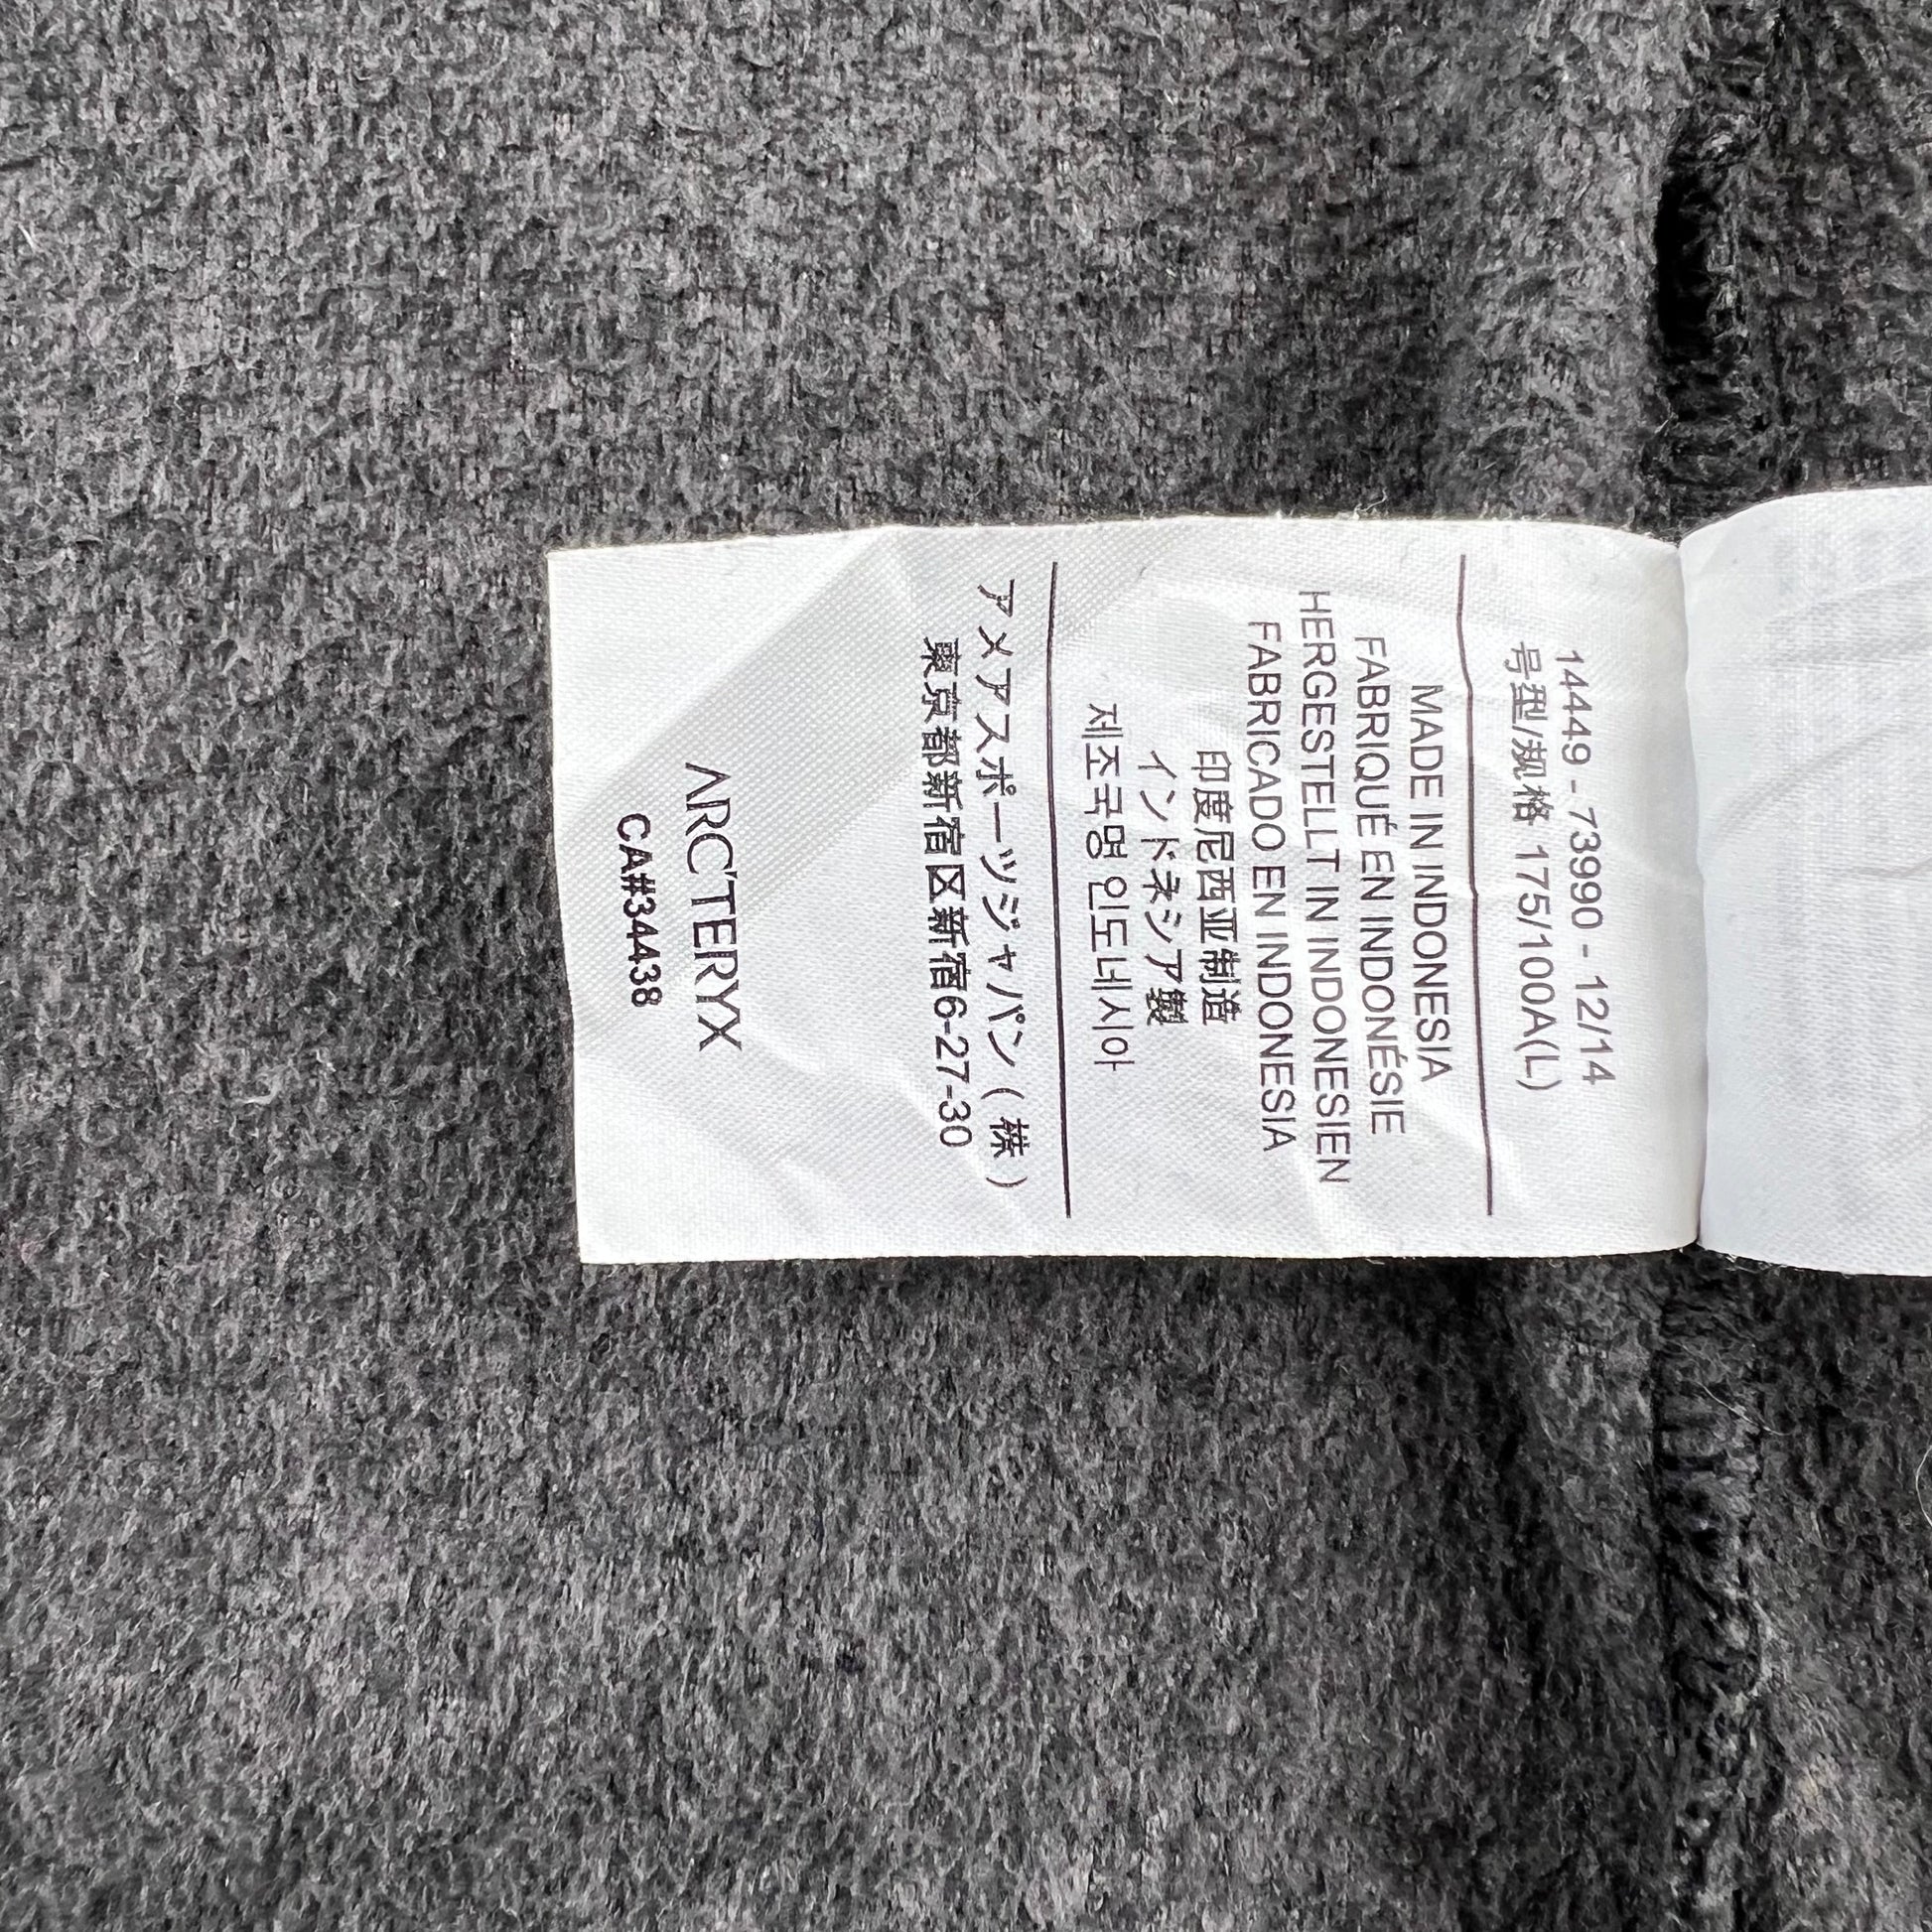 14449 - 73990 - 12/14
号型/规格 175/100A(L)
MADE IN INDONESIA
FABRIQUÉ EN INDONÉSIE
HERGESTELLT IN INDONESIEN
FABRICADO EN INDONESIA
印度尼西亚制造
インドネシア製
제조국명 인도네시아
アメアスポーツジャパン(株)
東京都新宿区新宿6-27-30
ARC'TERYX
CA#34438